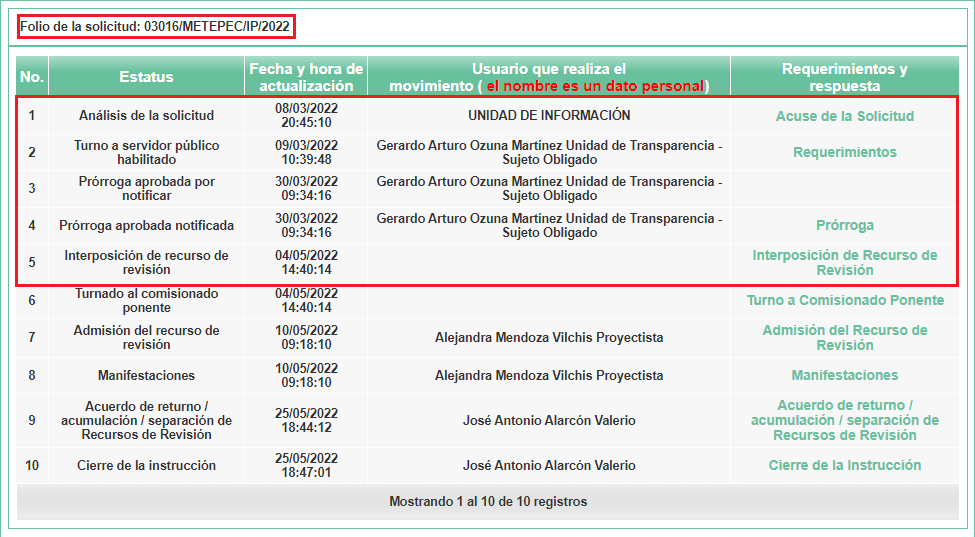 Folio de la solicitud: 03016/METEPEC/IP/2022
No. Estatus Fecha y hora de actualización Usuario que realiza el movimiento ( el nombre es un dato personal) Requerimientos y respuesta
1 Análisis de la solicitud 08/03/2022 20:45:10 UNIDAD DE INFORMACIÓN Acuse de la Solicitud
2 Turno a servidor público habilitado 09/03/2022 10:39:48 Gerardo Arturo Ozuna Martínez Unidad de Transparencia - Sujeto Obligado Requerimientos
3 Prórroga aprobada por notificar 30/03/2022 09:34:16 Gerardo Arturo Ozuna Martínez Unidad de Transparencia - Sujeto Obligado
4 Prórroga aprobada notificada 30/03/2022 09:34:16 Gerardo Arturo Ozuna Martínez Unidad de Transparencia - Sujeto Obligado Prórroga
5 Interposición de recurso de revisión 04/05/2022 14:40:14 Interposición de Recurso de Revisión
6 Turnado al comisionado ponente 04/05/2022 14:40:14 Turno a Comisionado Ponente
7 Admisión del recurso de revisión 10/05/2022 09:18:10 Alejandra Mendoza Vilchis Proyectista Admisión del Recurso de Revisión
8 Manifestaciones 10/05/2022 09:18:10 Alejandra Mendoza Vilchis Proyectista Manifestaciones
9 Acuerdo de returno / acumulación / separación de Recursos de Revisión 25/05/2022 18:44:12 José Antonio Alarcón Valerio Acuerdo de returno / acumulación / separación de Recursos de Revisión
10 Cierre de la instrucción 25/05/2022 18:47:01 José Antonio Alarcón Valerio Cierre de la Instrucción
Mostrando 1 al 10 de 10 registros